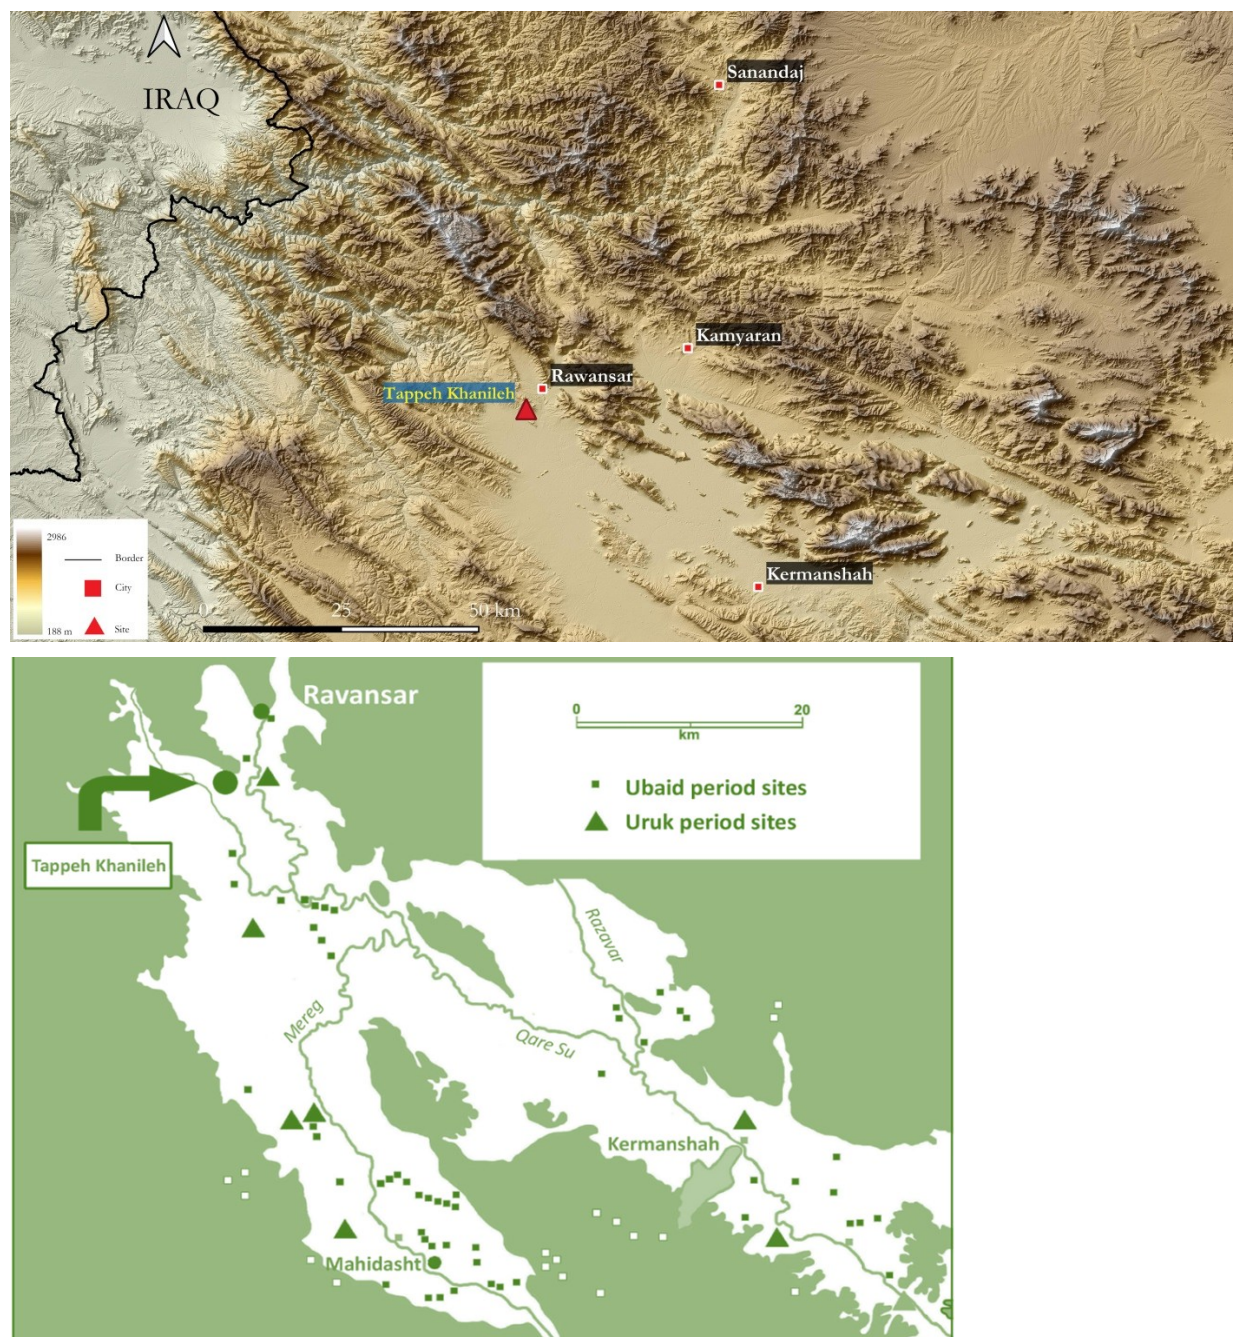 IRAQ
Sanandaj
Kamyaran
Rawansar
Tappeh Khanileh
Kermanshah
2986
188 m
Border
City
Site
0 25 50 km
Ravansar
0 20
km
Ubaid period sites
Uruk period sites
Tappeh Khanileh
Razavar
Mereg
Qare Su
Kermanshah
Mahidasht